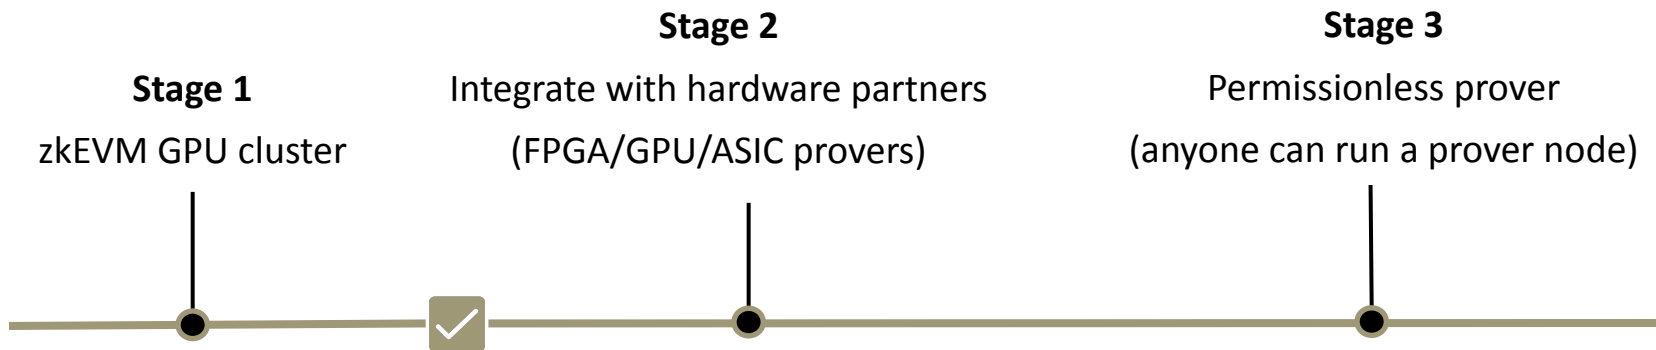 Stage 1
zkEVM GPU cluster
Stage 2
Integrate with hardware partners
(FPGA/GPU/ASIC provers)
Stage 3
Permissionless prover
(anyone can run a prover node)